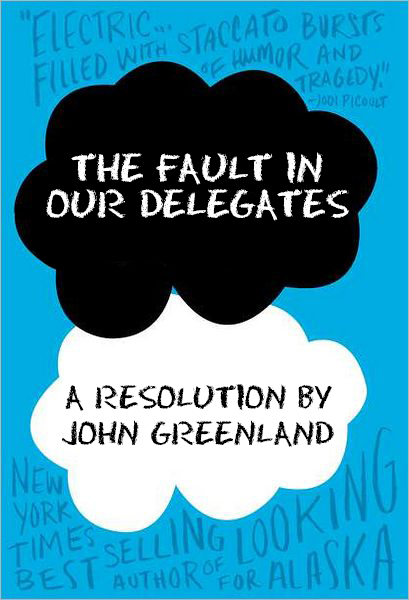 "ELECTRIC...
FILLED WITH STACCATO BURSTS
OF HUMOR AND
TRAGEDY."
-JODI PICOULT
THE FAULT IN
OUR DELEGATES
A RESOLUTION BY
JOHN GREENLAND
NEW
YORK
TIMES
BEST SELLING
AUTHOR OF
LOOKING
FOR ALASKA